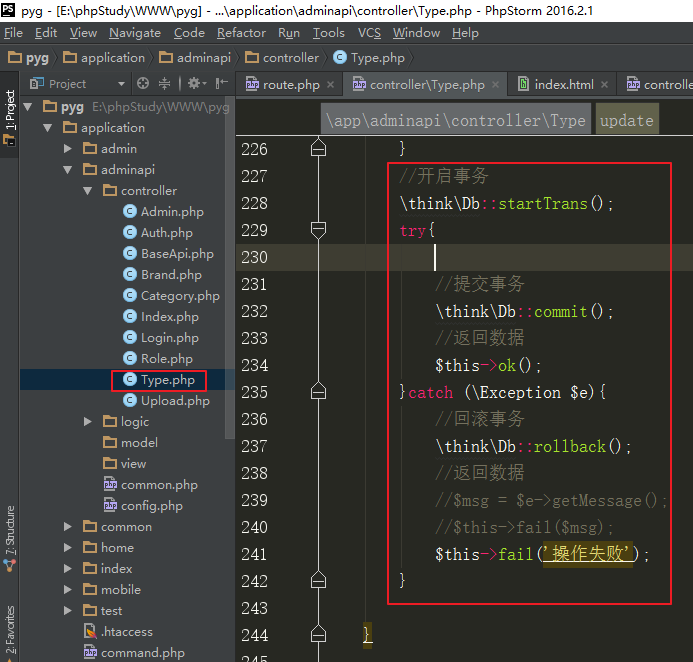 pyg - [E:\phpStudy\WWW\pyg] - ...\application\adminapi\controller\Type.php - PhpStorm 2016.2.1
File Edit View Navigate Code Refactor Run Tools VCS Window Help
pyg application adminapi controller Type.php
Project
route.php × controller\Type.php × index.html × controlle
1: Project
7: Structure
2: Favorites
pyg E:\phpStudy\WWW\pyg
application
admin
adminapi
controller
Admin.php
Auth.php
BaseApi.php
Brand.php
Category.php
Index.php
Login.php
Role.php
Type.php
Upload.php
logic
model
view
common.php
config.php
common
home
index
mobile
test
.htaccess
command.php
\app\adminapi\controller\Type update
226 }
227 //开启事务
228 \think\Db::startTrans();
229 try{
230
231 //提交事务
232 \think\Db::commit();
233 //返回数据
234 $this->ok();
235 }catch (\Exception $e){
236 //回滚事务
237 \think\Db::rollback();
238 //返回数据
239 //$msg = $e->getMessage();
240 //$this->fail($msg);
241 $this->fail('操作失败');
242 }
243
244 }
245